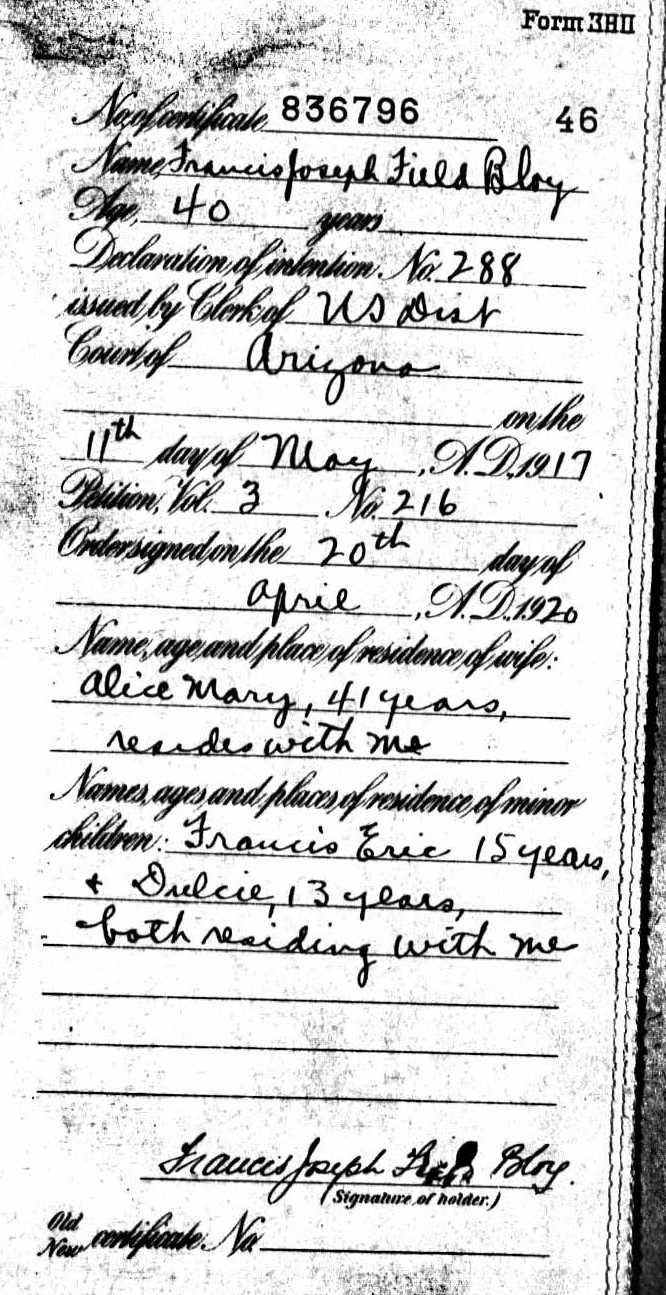 No. of certificate 836796 46
Name, Francis Joseph Field Bloy
Age, 40 years
Declaration of intention No. 288
issued by Clerk of US Dist
Court of Arizona
on the
11th day of May, A.D. 1917
Petition, Vol. 3 No. 216
Order signed on the 20th day of
April, A.D. 1920
Name, age and place of residence of wife:
Alice Mary, 41 years,
resides with me
Names, ages and places of residence of minor
children: Francis Eric 15 years,
+ Dulcie, 13 years,
both residing with me
Francis Joseph Field Bloy.
(Signature of holder.)
Old
New certificate No.